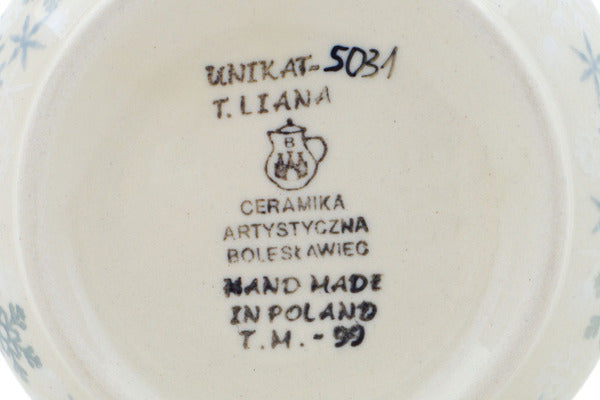 UNIKAT-5031
T. LIANA
B
CERAMIKA
ARTYSTYCZNA
BOLESŁAWIEC
HAND MADE
IN POLAND
T.M.-99